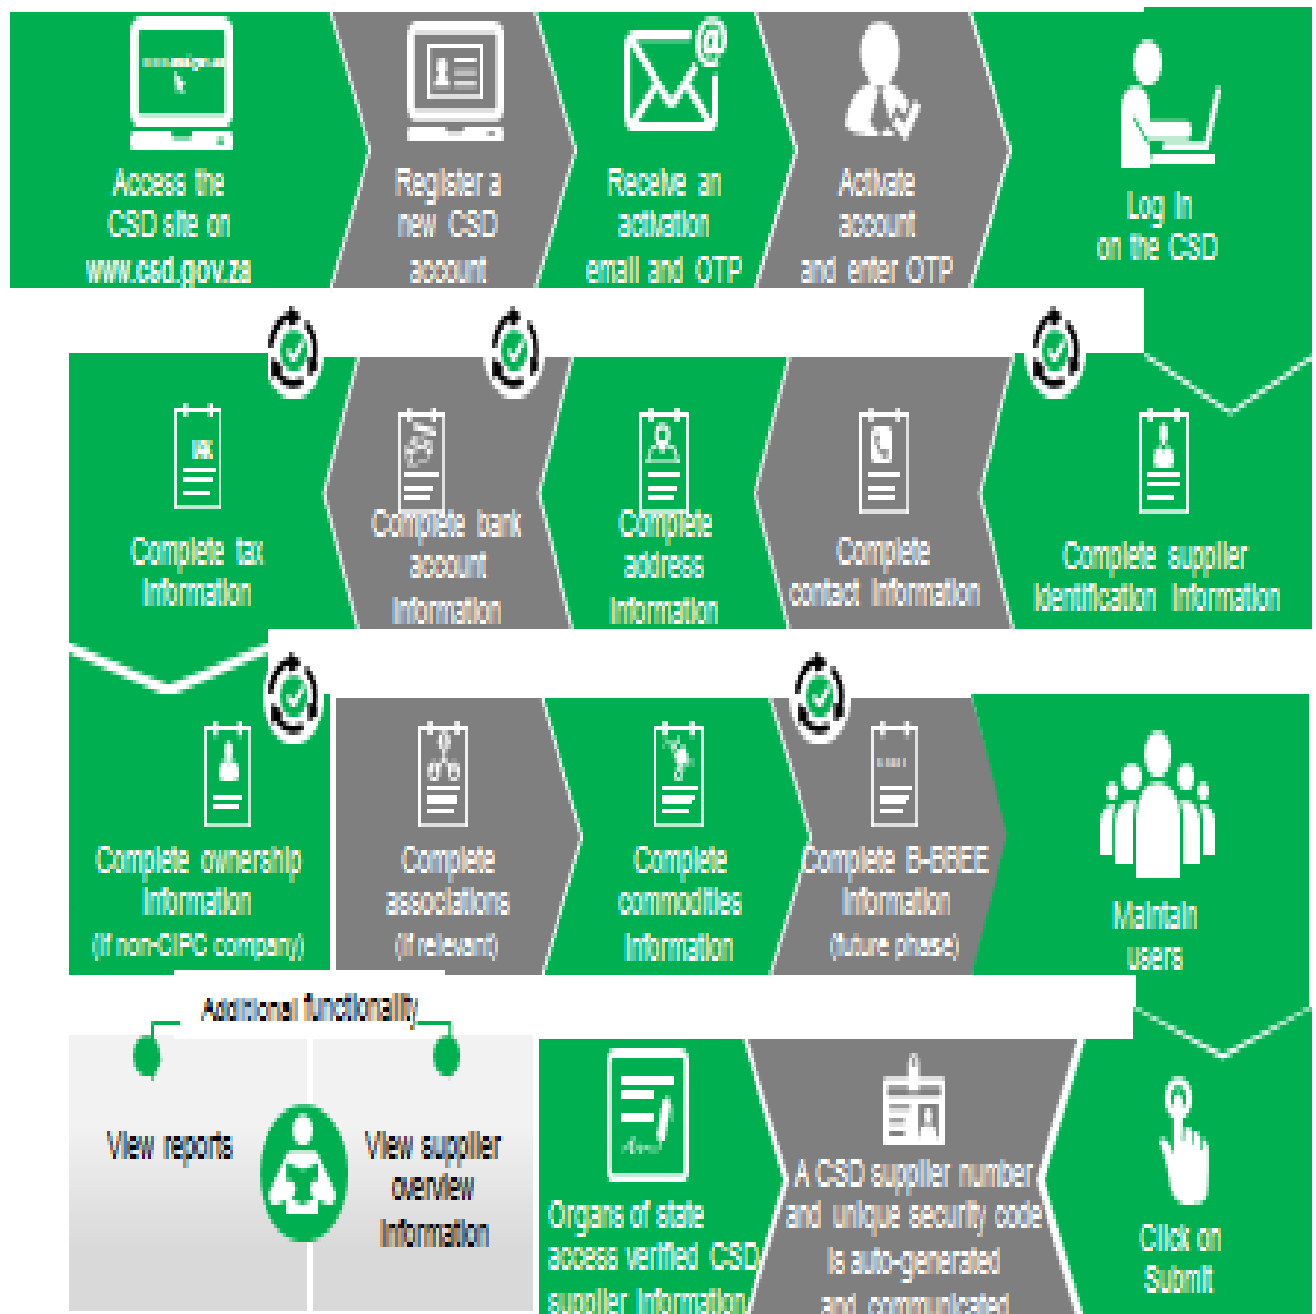 Access the
CSD site on
www.csd.gov.za
Register a
new CSD
account
Receive an
activation
email and OTP
Activate
account
and enter OTP
Log in
on the CSD
Complete supplier
identification information
Complete
contact information
Complete
address
information
Complete bank
account
information
TAX
Complete tax
information
Complete ownership
information
(if non-CIPC company)
Complete
associations
(if relevant)
Complete
commodities
information
Complete B-BBEE
information
(future phase)
Maintain
users
Click on
Submit
A CSD supplier number
and unique security code
is auto-generated
and communicated
Organs of state
access verified CSD
supplier information
Additional functionality
View reports
View supplier
overview
information